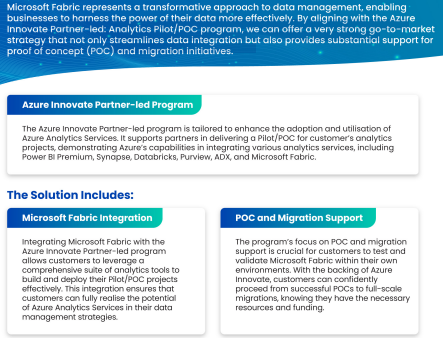 Microsoft Fabric represents a transformative approach to data management, enabling
businesses to harness the power of their data more effectively. By aligning with the Azure
Innovate Partner-led: Analytics Pilot/POC program, we can offer a very strong go-to-market
strategy that not only streamlines data integration but also provides substantial support for
proof of concept (POC) and migration initiatives.
Azure Innovate Partner-led Program
The Azure Innovate Partner-led program is tailored to enhance the adoption and utilisation of
Azure Analytics Services. It supports partners in delivering a Pilot/POC for customer's analytics
projects, demonstrating Azure's capabilities in integrating various analytics services, including
Power BI Premium, Synapse, Databricks, Purview, ADX, and Microsoft Fabric.
The Solution Includes:
Microsoft Fabric Integration
Integrating Microsoft Fabric with the
Azure Innovate Partner-led program
allows customers to leverage a
comprehensive suite of analytics tools to
build and deploy their Pilot/POC projects
effectively. This integration ensures that
customers can fully realise the potential
of Azure Analytics Services in their data
management strategies.
POC and Migration Support
The program's focus on POC and migration
support is crucial for customers to test and
validate Microsoft Fabric within their own
environments. With the backing of Azure
Innovate, customers can confidently
proceed from successful POCs to full-scale
migrations, knowing they have the necessary
resources and funding.